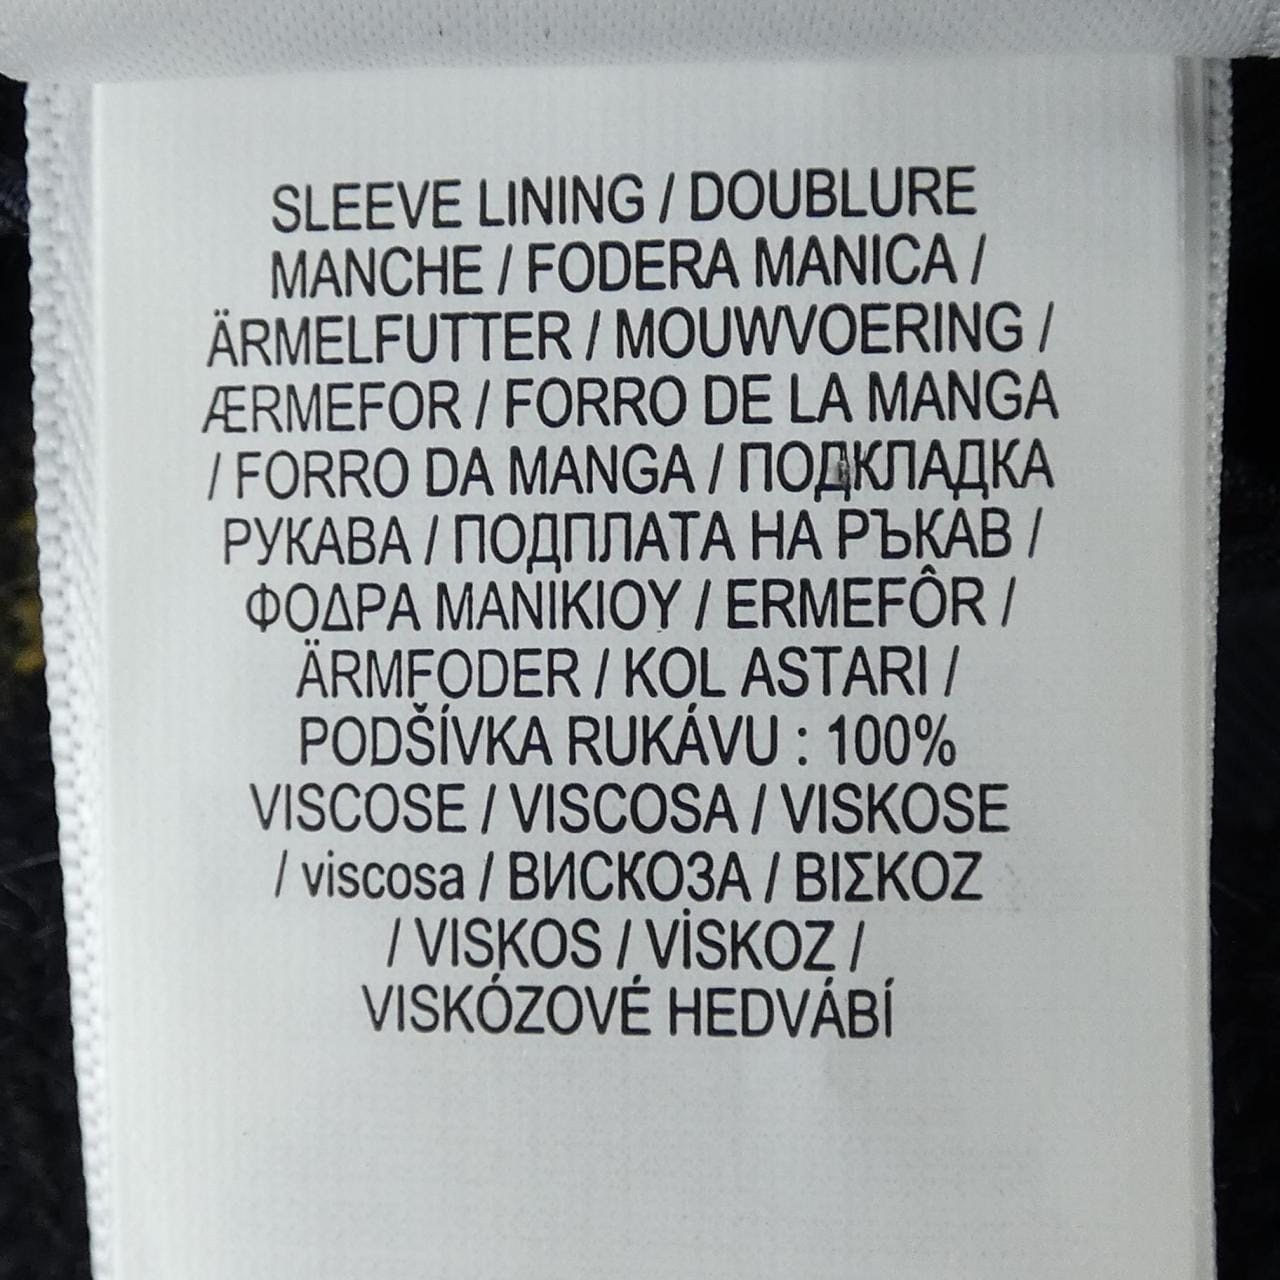 SLEEVE LINING / DOUBLURE
MANCHE / FODERA MANICA /
ÄRMELFUTTER / MOUWVOERING /
ÆRMEFOR / FORRO DE LA MANGA
/ FORRO DA MANGA / ПОДКЛАДКА
РУКАВА / ПОДПЛАТА НА РЪКАВ /
ΦΟΔΡΑ ΜΑΝΙΚΙΟΥ / ERMEFÔR /
ÄRMFODER / KOL ASTARI /
PODŠÍVKA RUKÁVU : 100%
VISCOSE / VISCOSA / VISKOSE
/ viscosa / ВИСКОЗА / ΒΙΣΚΟΖ
/ VISKOS / VİSKOZ /
VISKÓZOVÉ HEDVÁBÍ